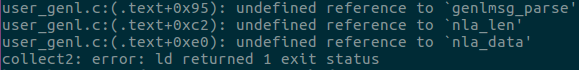 user_genl.c:(.text+0x95): undefined reference to `genlmsg_parse'
user_genl.c:(.text+0xc2): undefined reference to `nla_len'
user_genl.c:(.text+0xe0): undefined reference to `nla_data'
collect2: error: ld returned 1 exit status